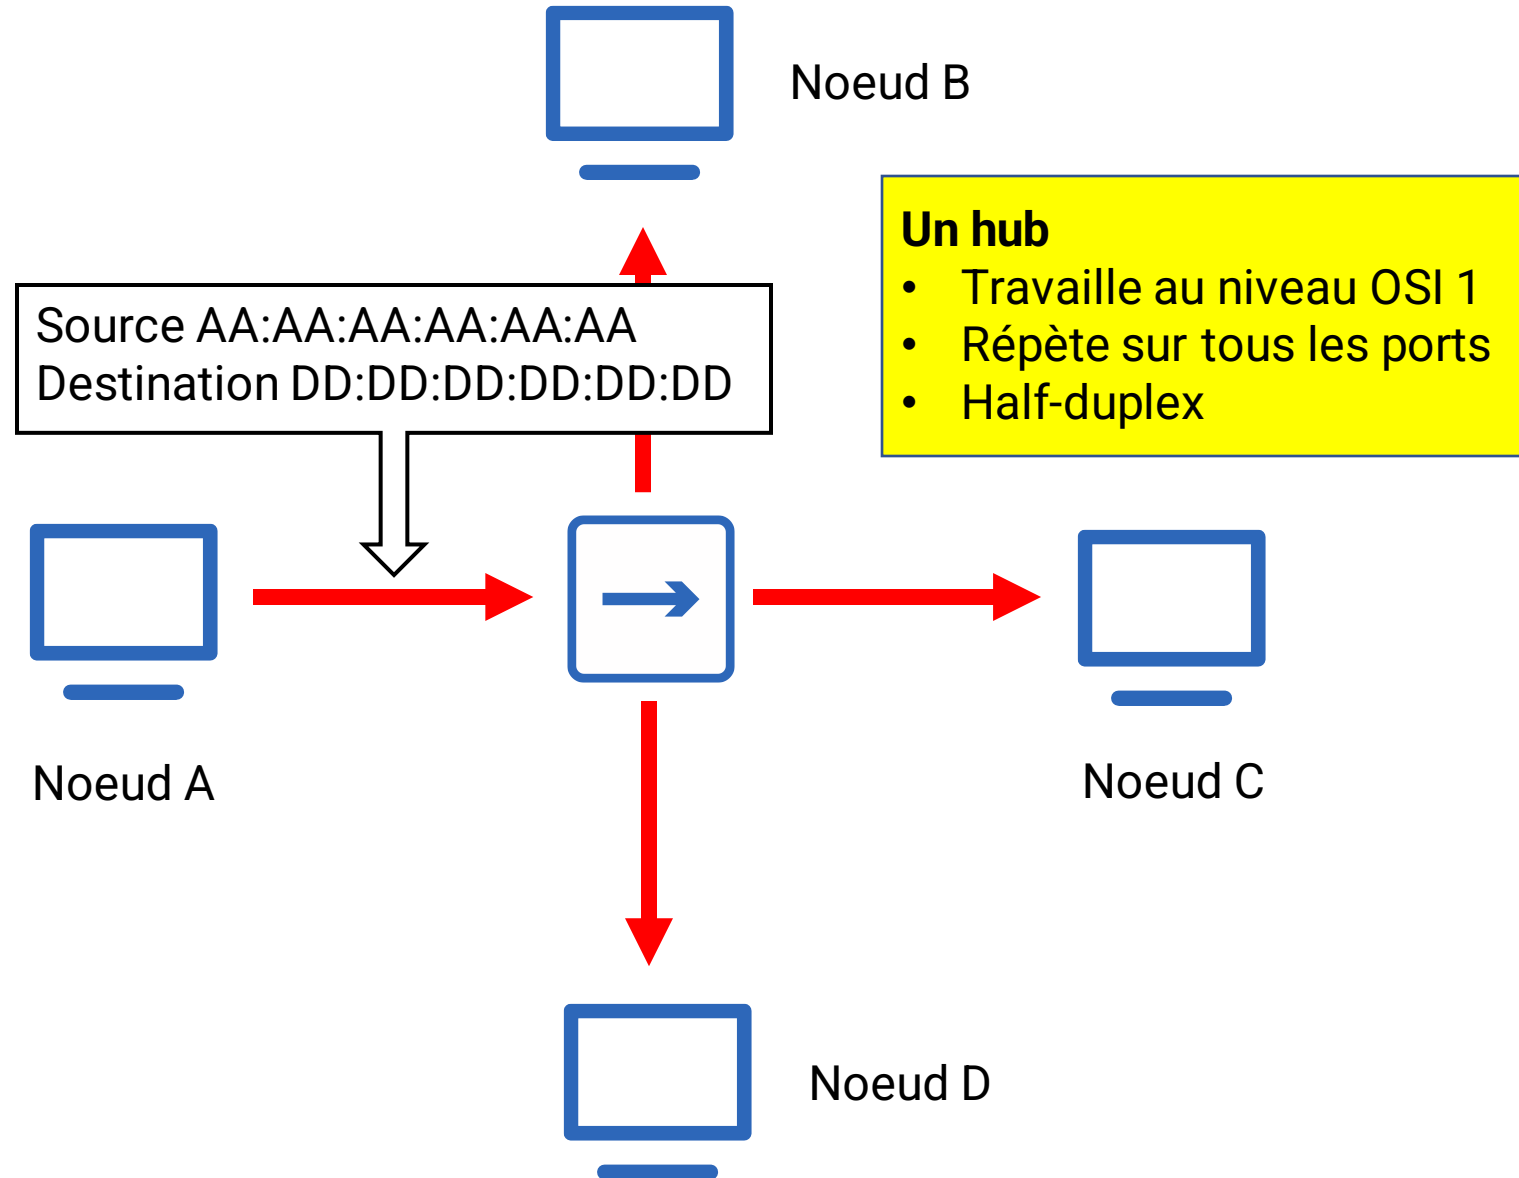 Noeud B
Un hub
• Travaille au niveau OSI 1
• Répète sur tous les ports
• Half-duplex
Source AA:AA:AA:AA:AA:AA
Destination DD:DD:DD:DD:DD:DD
Noeud A
Noeud C
Noeud D